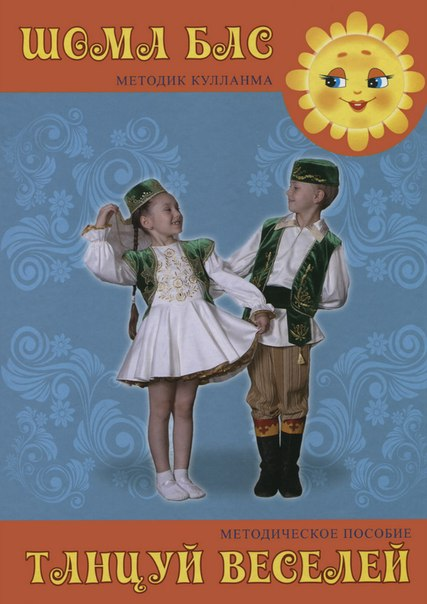 ШОМА БАС
МЕТОДИК КУЛЛАНМА
МЕТОДИЧЕСКОЕ ПОСОБИЕ
ТАНЦУЙ ВЕСЕЛЕЙ